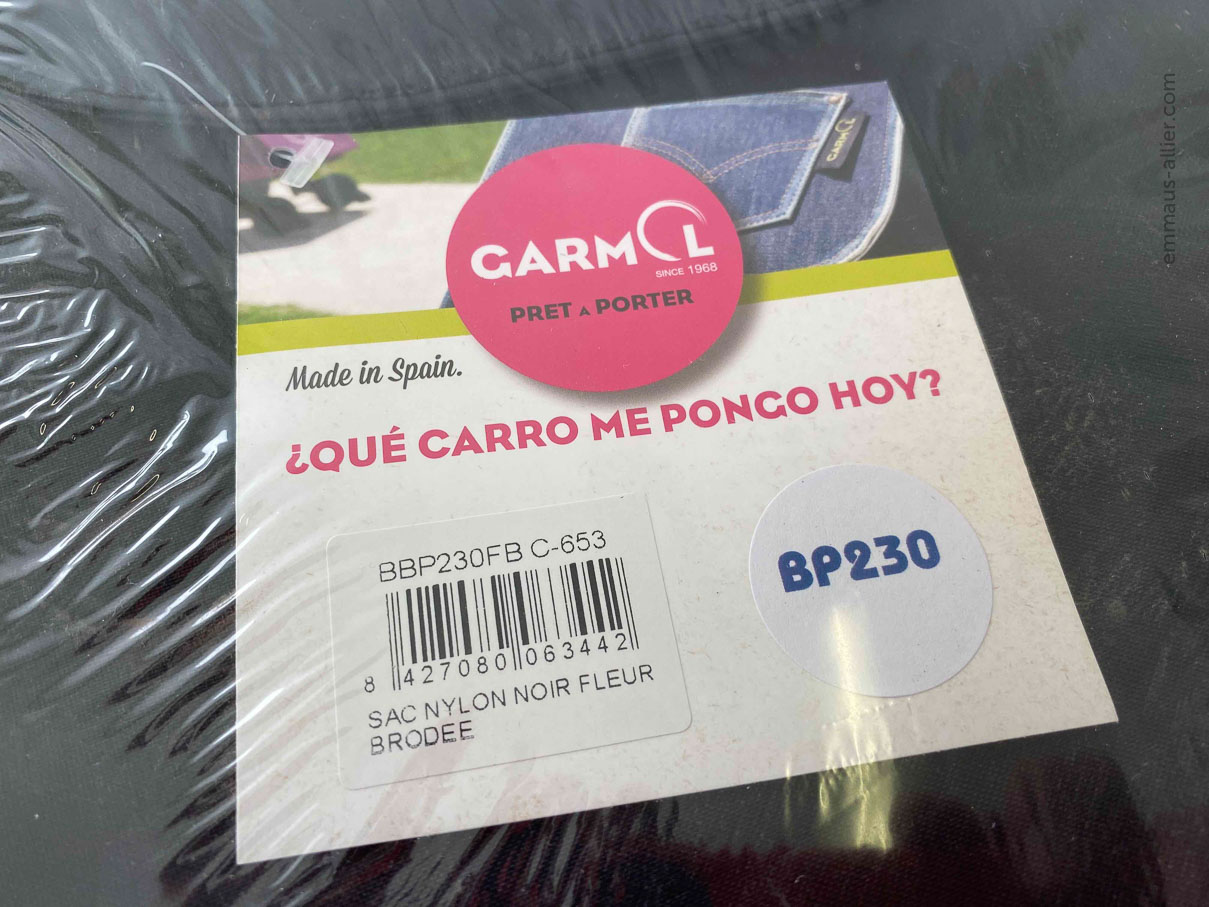 GARMOL
GARMOL
SINCE 1968
PRET A PORTER
Made in Spain.
¿QUÉ CARRO ME PONGO HOY?
BBP230FB C-653
8 427080 063442
SAC NYLON NOIR FLEUR
BRODEE
BP230
emmaus-allier.com